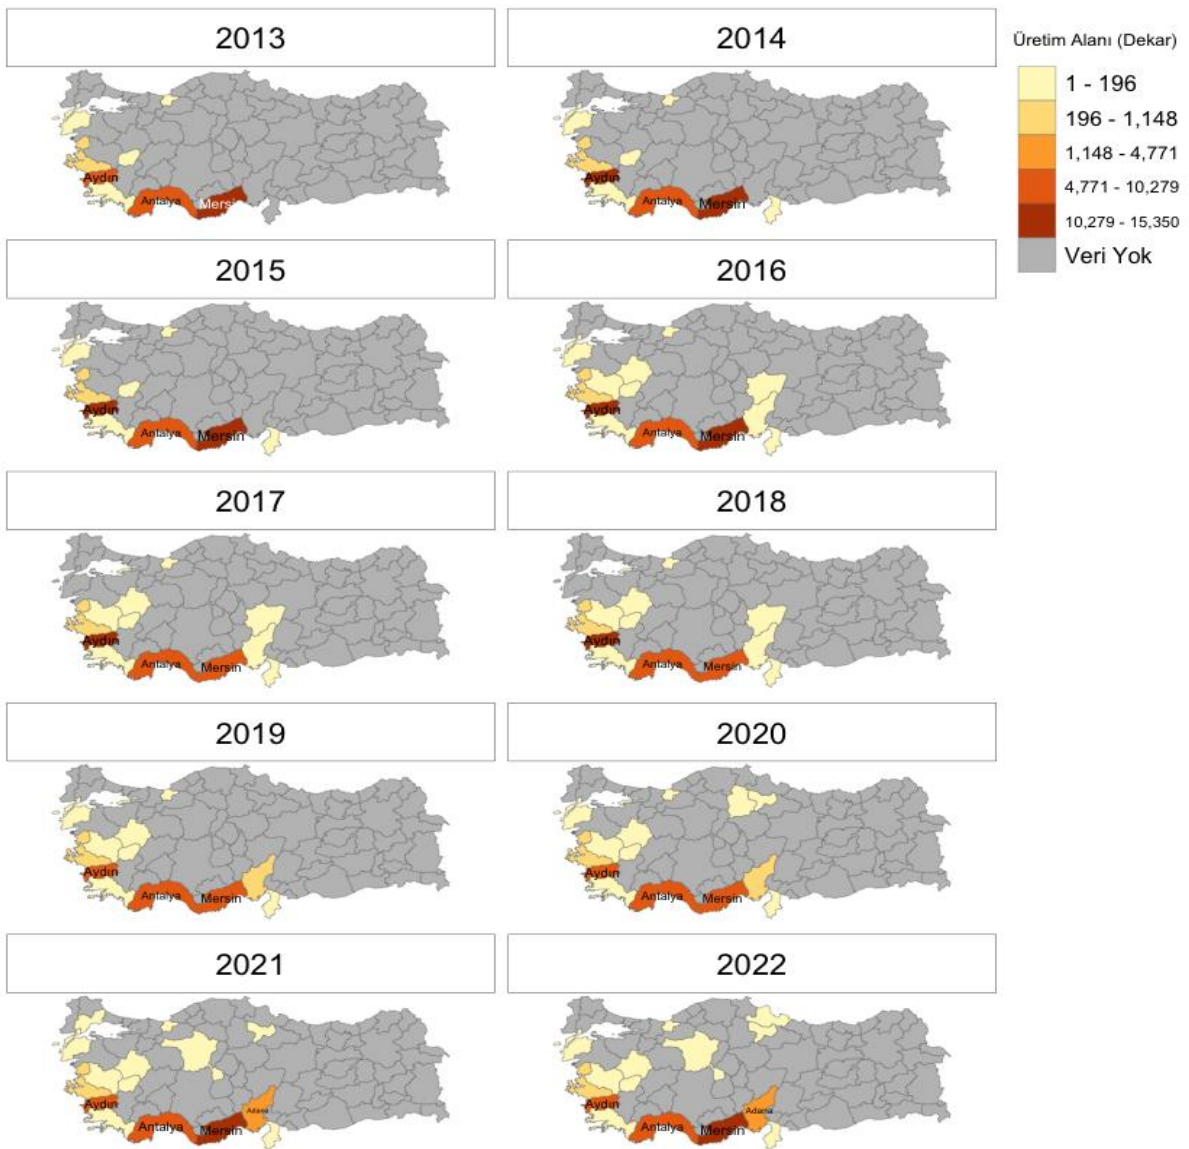 2013
2014
Üretim Alanı (Dekar)
1 - 196
196 - 1,148
1,148 - 4,771
4,771 - 10,279
10,279 - 15,350
Veri Yok
Aydın
Antalya
Mersin
Aydın
Antalya
Mersin
2015
2016
Aydın
Antalya
Mersin
Aydın
Antalya
Mersin
2017
2018
Aydın
Antalya
Mersin
Aydın
Antalya
Mersin
2019
2020
Aydın
Antalya
Mersin
Aydın
Antalya
Mersin
2021
2022
Aydın
Antalya
Mersin
Adana
Aydın
Antalya
Mersin
Adana